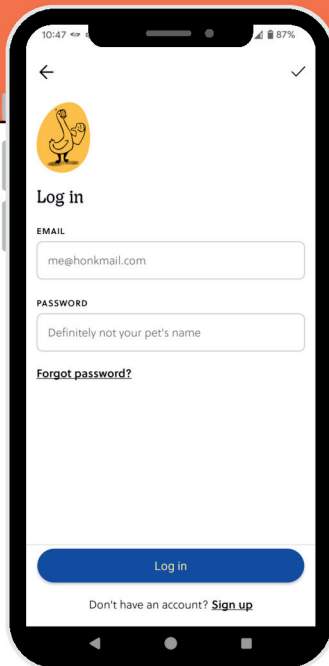 10:47
87%
Log in
EMAIL
me@honkmail.com
PASSWORD
Definitely not your pet's name
Forgot password?
Log in
Don't have an account? Sign up